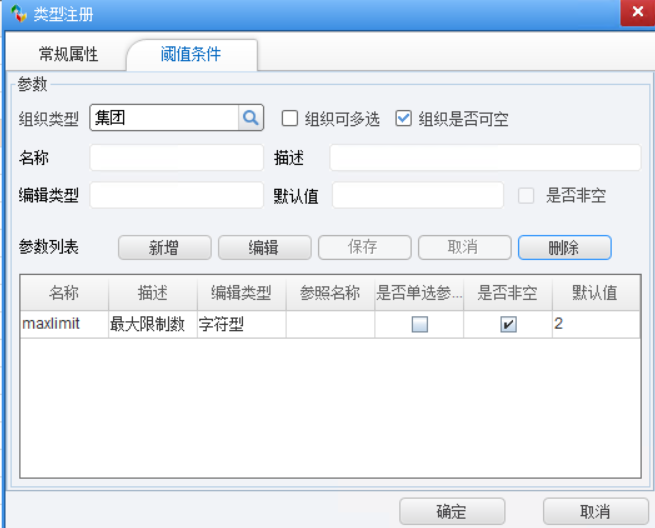 类型注册
常规属性 阈值条件
参数
组织类型 集团 组织可多选 组织是否可空
名称 描述
编辑类型 默认值 是否非空
参数列表 新增 编辑 保存 取消 删除
名称 描述 编辑类型 参照名称 是否单选参... 是否非空 默认值
maxlimit 最大限制数 字符型 2
确定 取消